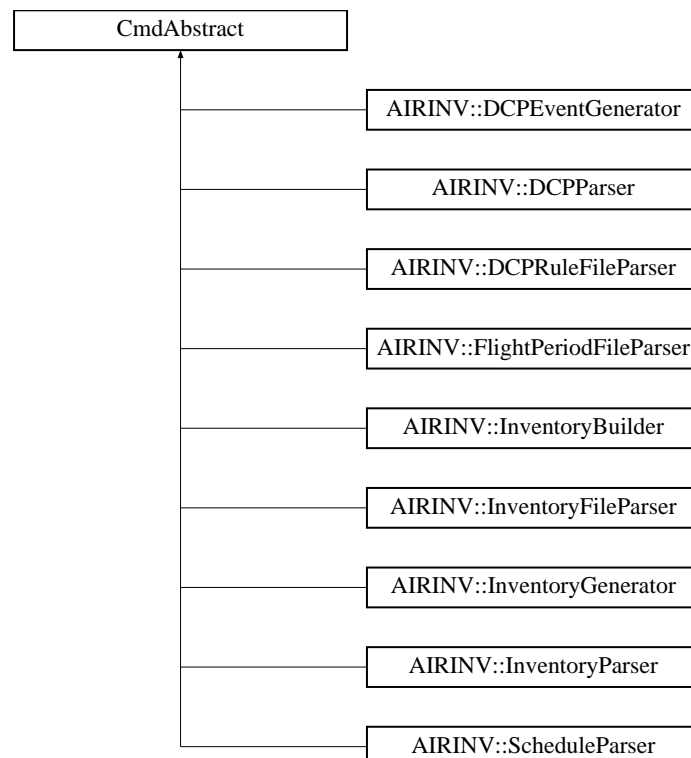 CmdAbstract
AIRINV::DCPEventGenerator
AIRINV::DCPParser
AIRINV::DCPRuleFileParser
AIRINV::FlightPeriodFileParser
AIRINV::InventoryBuilder
AIRINV::InventoryFileParser
AIRINV::InventoryGenerator
AIRINV::InventoryParser
AIRINV::ScheduleParser